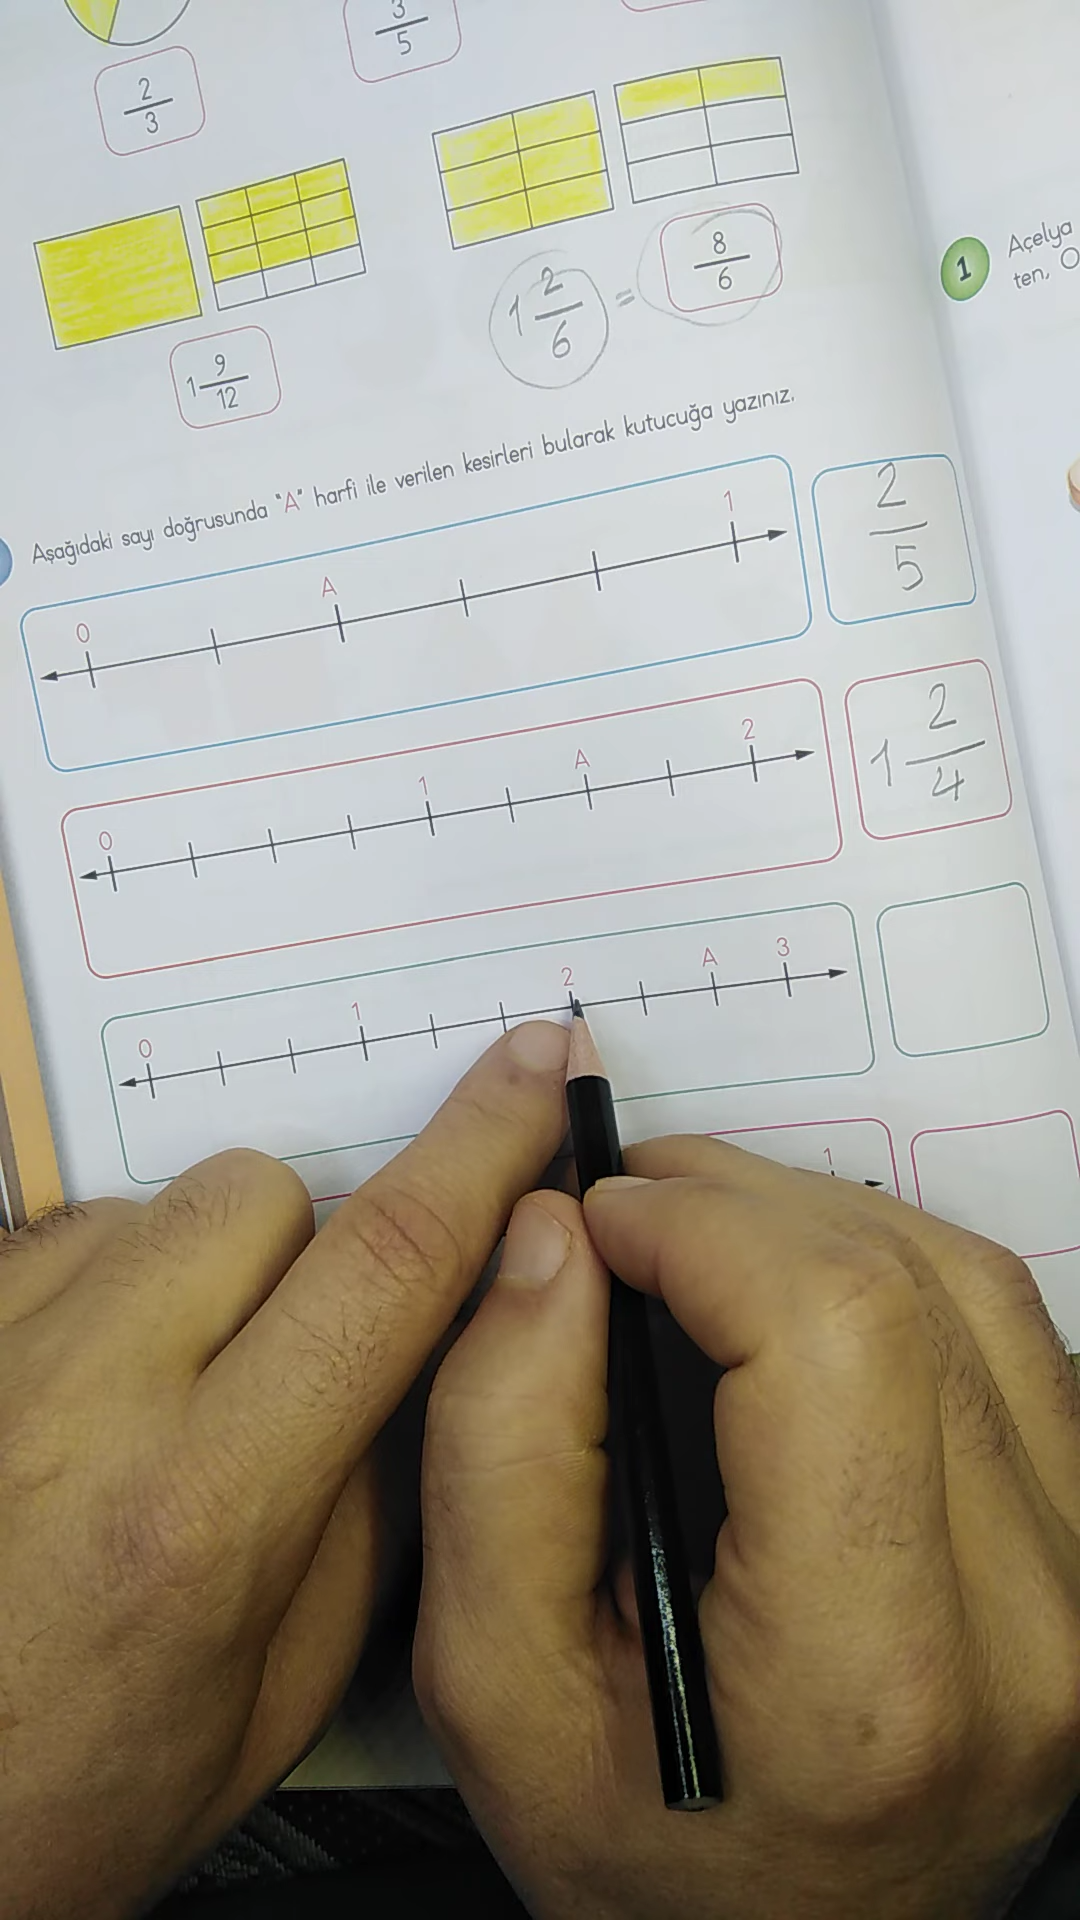 3/5
2/3
8/6
1 2/6 =
1 9/12
1
Açelya
ten, O
Aşağıdaki sayı doğrusunda "A" harfi ile verilen kesirleri bularak kutucuğa yazınız.
0 A 1
2/5
0 1 A 2
1 2/4
0 1 2 A 3
1